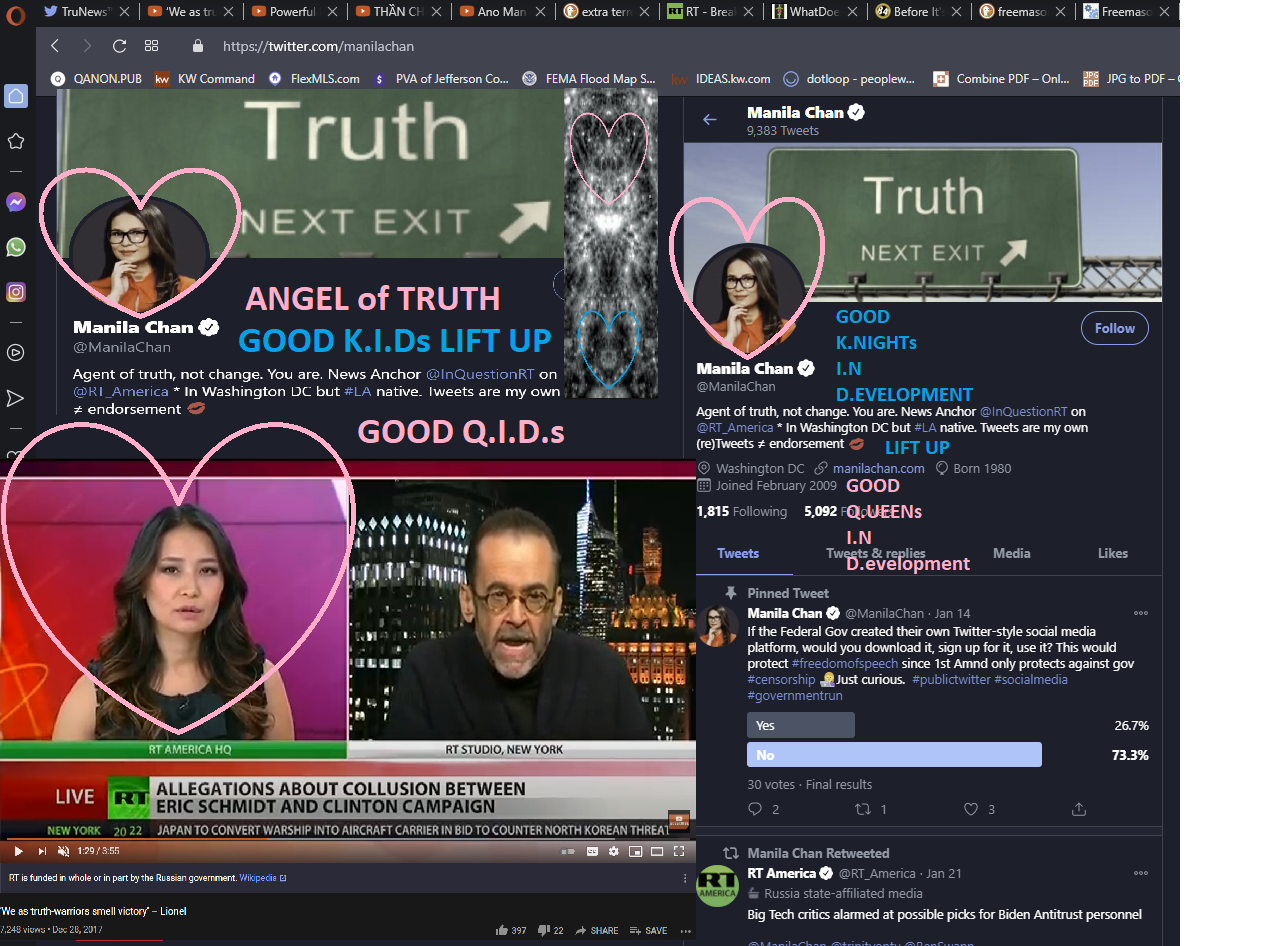 TruNews
'We as tru
Powerful
THẦN CH
Ano Man
extra terr
RT - Brea
WhatDoe
Before It's
freemaso
Freemaso
https://twitter.com/manilachan
QANON.PUB
KW Command
FlexMLS.com
PVA of Jefferson Co...
FEMA Flood Map S...
IDEAS.kw.com
dotloop - peoplew...
Combine PDF – Onl...
JPG to PDF –
Truth
NEXT EXIT
ANGEL of TRUTH
GOOD K.I.Ds LIFT UP
Manila Chan
@ManilaChan
Agent of truth, not change. You are. News Anchor @InQuestionRT on
@RT_America * In Washington DC but #LA native. Tweets are my own
≠ endorsement 💋
GOOD Q.I.D.s
RT AMERICA HQ
RT STUDIO, NEW YORK
LIVE RT
ALLEGATIONS ABOUT COLLUSION BETWEEN
ERIC SCHMIDT AND CLINTON CAMPAIGN
NEW YORK 20 22 JAPAN TO CONVERT WARSHIP INTO AIRCRAFT CARRIER IN BID TO COUNTER NORTH KOREAN THREAT
1:29 / 3:55
RT is funded in whole or in part by the Russian government. Wikipedia
'We as truth-warriors smell victory' – Lionel
7,248 views • Dec 26, 2017
397
22
SHARE
SAVE
Manila Chan
9,383 Tweets
Truth
NEXT EXIT
GOOD
K.NIGHTs
I.N
D.EVELOPMENT
Follow
Manila Chan
@ManilaChan
Agent of truth, not change. You are. News Anchor @InQuestionRT on
@RT_America * In Washington DC but #LA native. Tweets are my own
(re)Tweets ≠ endorsement 💋
LIFT UP
Washington DC manilachan.com Born 1980
Joined February 2009
GOOD
1,815 Following 5,092 Followers
Q.UEENs
I.N
D.evelopment
Tweets
Tweets & replies
Media
Likes
Pinned Tweet
Manila Chan @ManilaChan · Jan 14
If the Federal Gov created their own Twitter-style social media
platform, would you download it, sign up for it, use it? This would
protect #freedomofspeech since 1st Amnd only protects against gov
#censorship Just curious. #publictwitter #socialmedia
#governmentrun
Yes 26.7%
No 73.3%
30 votes · Final results
2
1
3
Manila Chan Retweeted
RT America @RT_America · Jan 21
RT AMERICA
Russia state-affiliated media
Big Tech critics alarmed at possible picks for Biden Antitrust personnel
@ManilaChan @trinityontv @BenSwann_